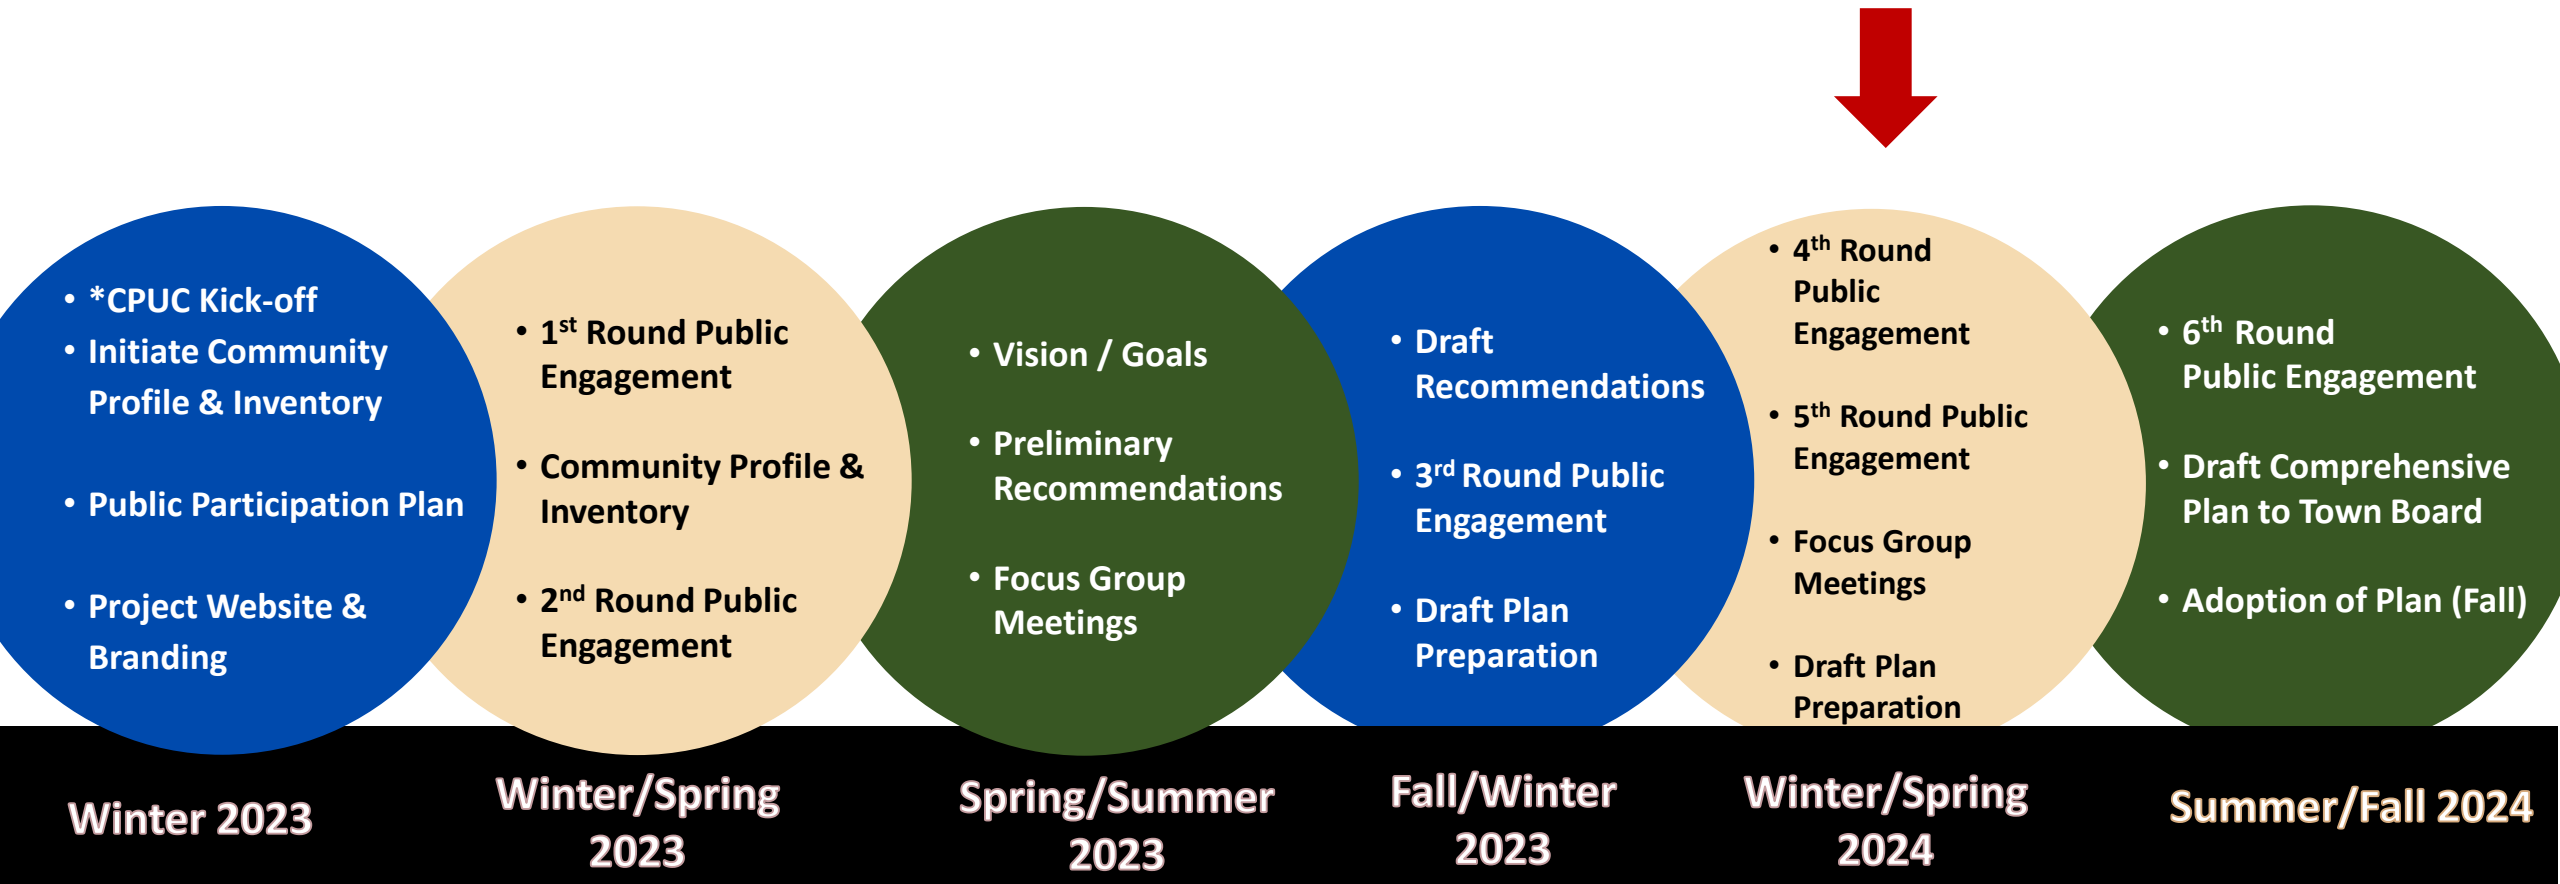 • *CPUC Kick-off
• Initiate Community
Profile & Inventory
• Public Participation Plan
• Project Website &
Branding
• 1st Round Public
Engagement
• Community Profile &
Inventory
• 2nd Round Public
Engagement
• Vision / Goals
• Preliminary
Recommendations
• Focus Group
Meetings
• Draft
Recommendations
• 3rd Round Public
Engagement
• Draft Plan
Preparation
• 4th Round
Public
Engagement
• 5th Round Public
Engagement
• Focus Group
Meetings
• Draft Plan
Preparation
• 6th Round
Public Engagement
• Draft Comprehensive
Plan to Town Board
• Adoption of Plan (Fall)
Winter 2023
Winter/Spring
2023
Spring/Summer
2023
Fall/Winter
2023
Winter/Spring
2024
Summer/Fall 2024